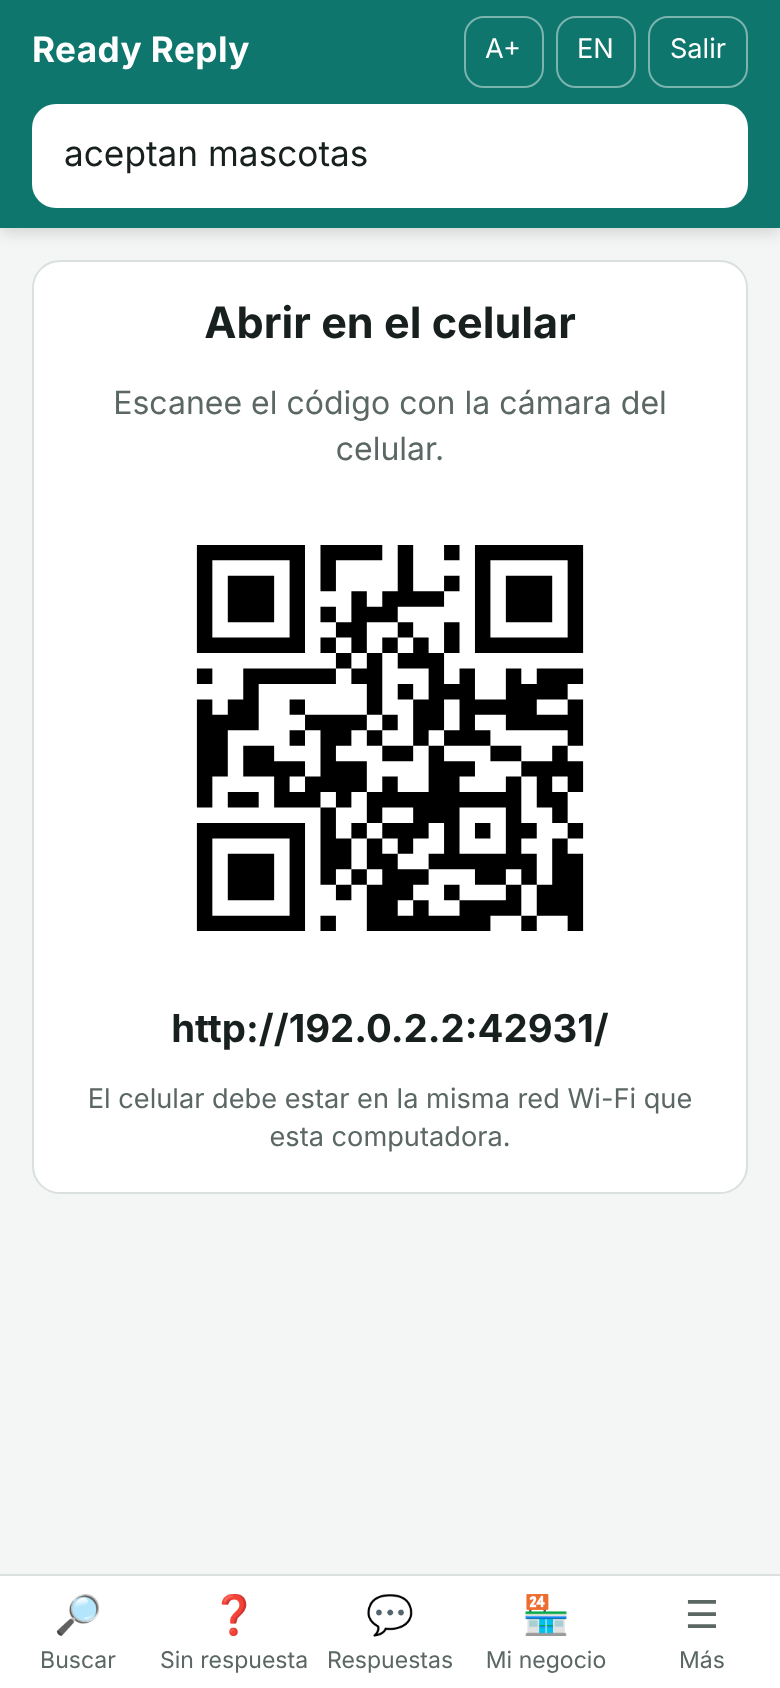 Ready Reply
A+
EN
Salir
aceptan mascotas
Abrir en el celular
Escanee el código con la cámara del
celular.
http://192.0.2.2:42931/
El celular debe estar en la misma red Wi-Fi que
esta computadora.
24
Buscar
Sin respuesta
Respuestas
Mi negocio
Más